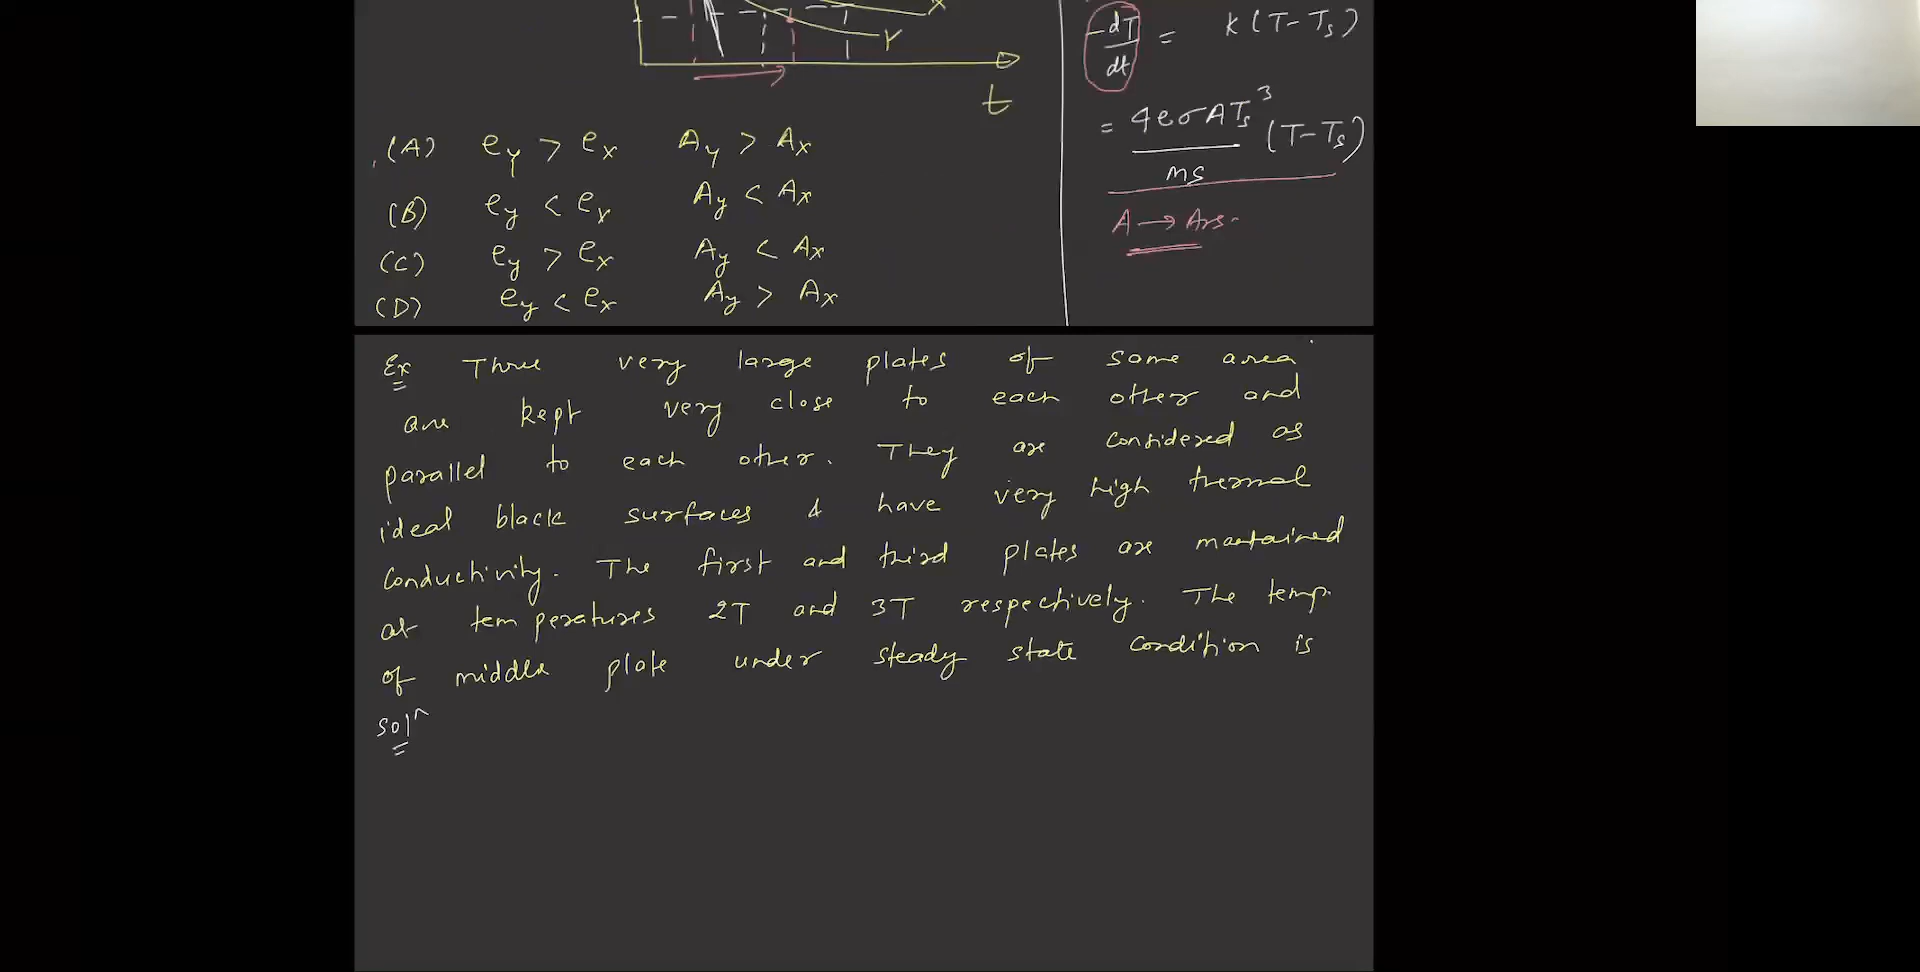 X
Y
t
-dT/dt = K(T-Ts)
= 4eσATs³/ms (T-Ts)
A → Ans.
(A) ey > ex Ay > Ax
(B) ey < ex Ay < Ax
(C) ey > ex Ay < Ax
(D) ey < ex Ay > Ax
Ex Three very large plates of same area
are kept very close to each other and
parallel to each other. They are considered as
ideal black surfaces & have very high thermal
conductivity. The first and third plates are maintained
at temperatures 2T and 3T respectively. The temp.
of middle plate under steady state condition is
Solⁿ